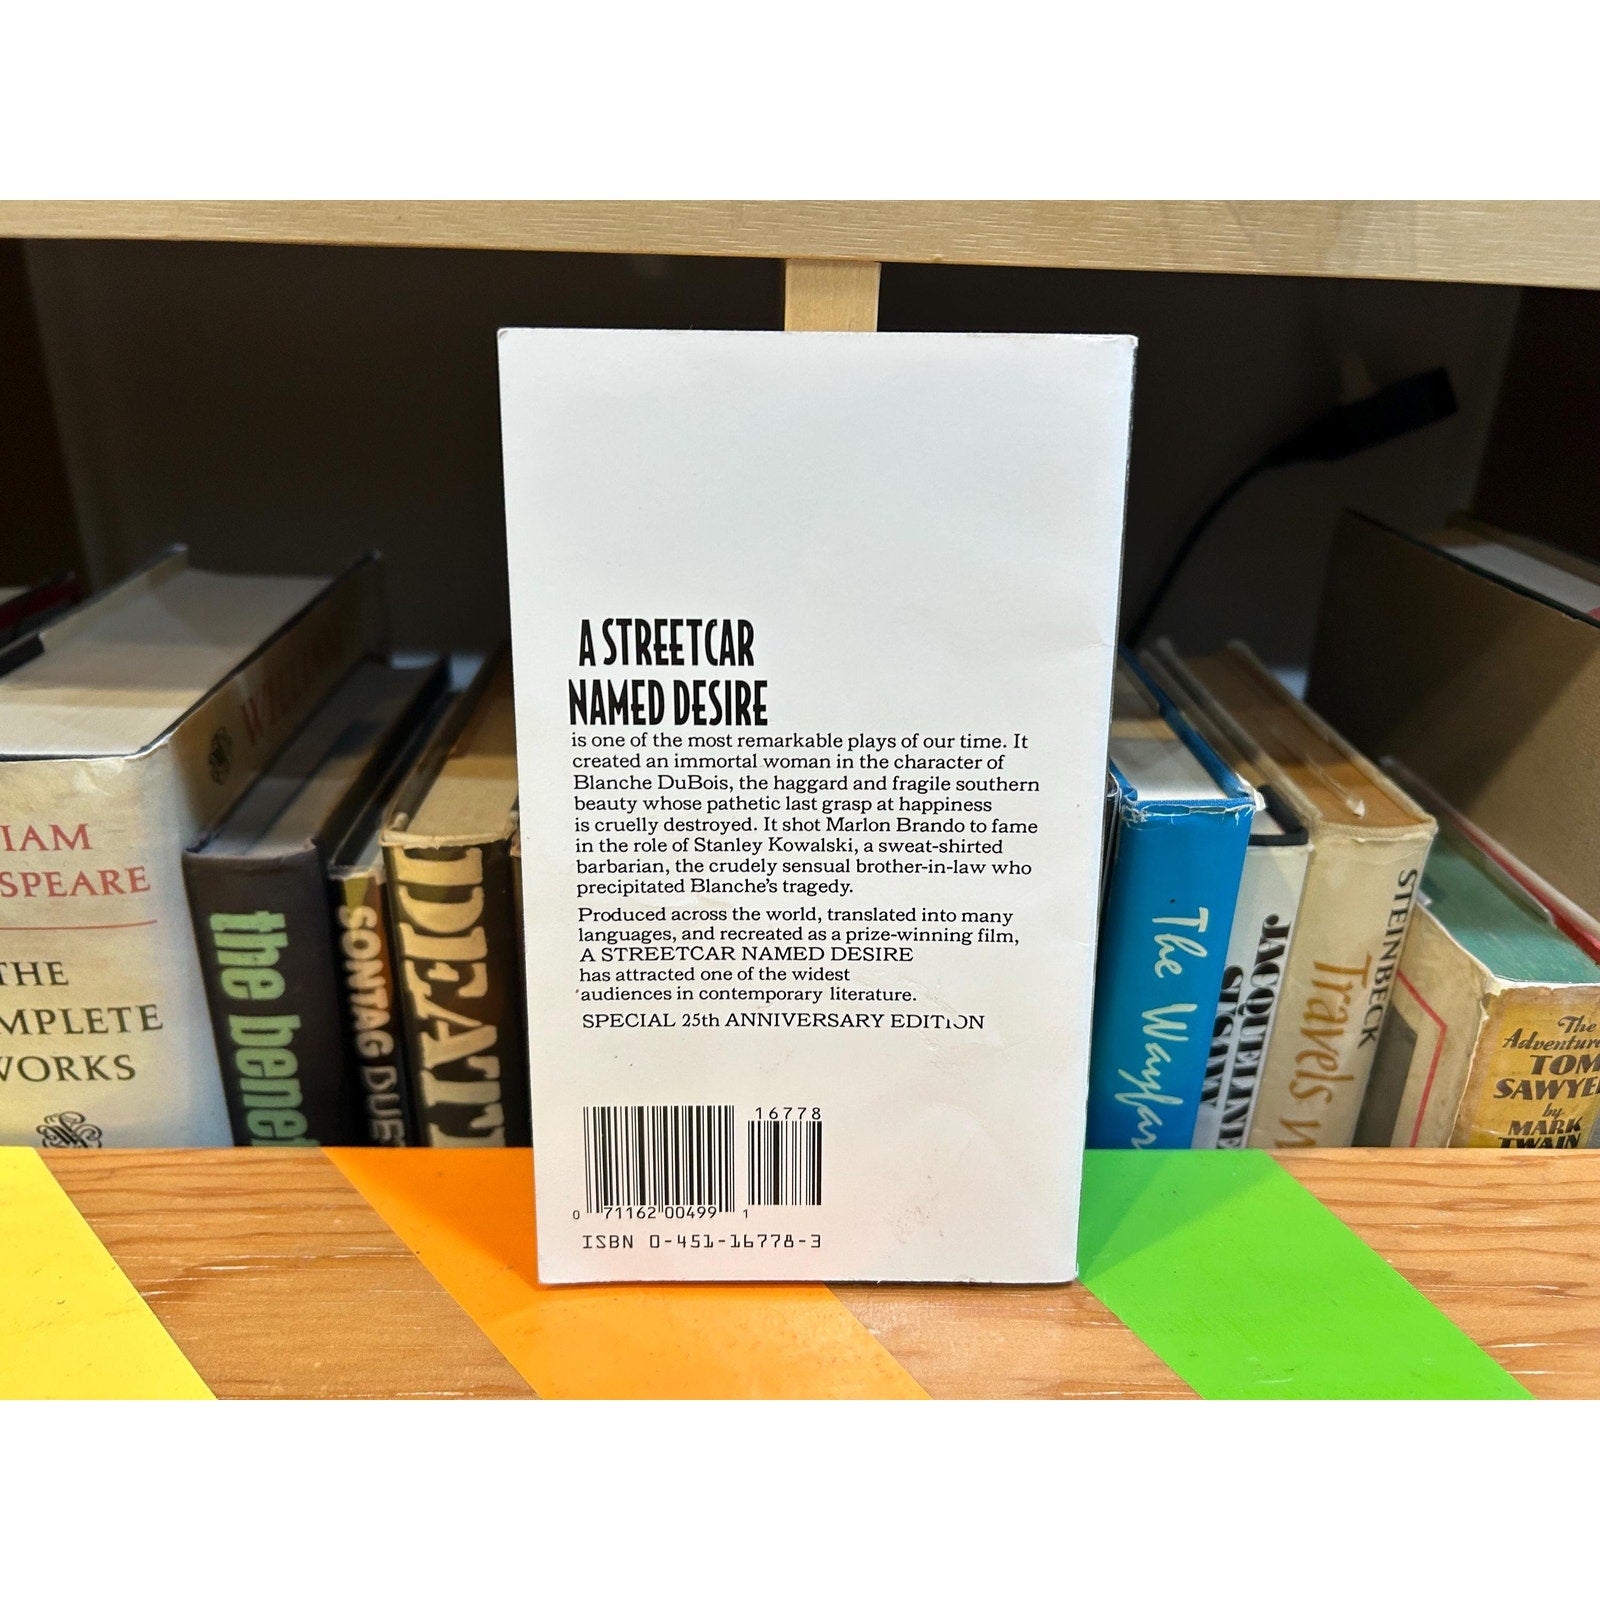 A STREETCAR
NAMED DESIRE
is one of the most remarkable plays of our time. It
created an immortal woman in the character of
Blanche DuBois, the haggard and fragile southern
beauty whose pathetic last grasp at happiness
is cruelly destroyed. It shot Marlon Brando to fame
in the role of Stanley Kowalski, a sweat-shirted
barbarian, the crudely sensual brother-in-law who
precipitated Blanche's tragedy.
Produced across the world, translated into many
languages, and recreated as a prize-winning film,
A STREETCAR NAMED DESIRE
has attracted one of the widest
audiences in contemporary literature.
SPECIAL 25th ANNIVERSARY EDITION
16778
0 71162 00499 1
ISBN 0-451-16778-3
IAM
SPEARE
THE
MPLETE
WORKS
the bene
SONTAG
DEAT
The Wayfar
JACQUELINE
SUSANN
STEINBECK
Travels
The
Adventure
TOM
SAWYE
by
MARK
TWAIN